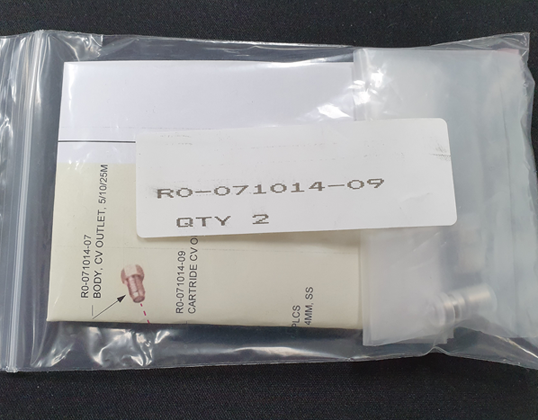 R0-071014-09
QTY 2
R0-071014-07
BODY, CV OUTLET, 5/10/25M
R0-071014-09
CARTRIDE CV O
PLCS
4MM, SS